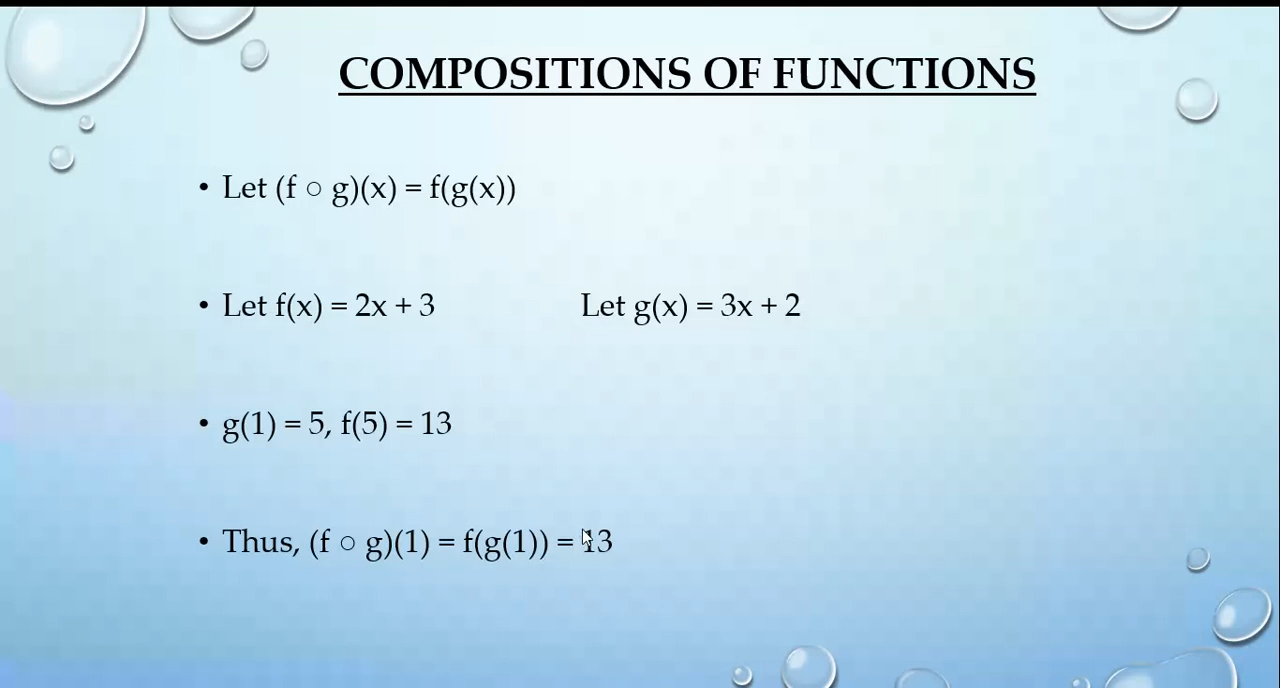 COMPOSITIONS OF FUNCTIONS
• Let (f ○ g)(x) = f(g(x))
• Let f(x) = 2x + 3 Let g(x) = 3x + 2
• g(1) = 5, f(5) = 13
• Thus, (f ○ g)(1) = f(g(1)) = 13